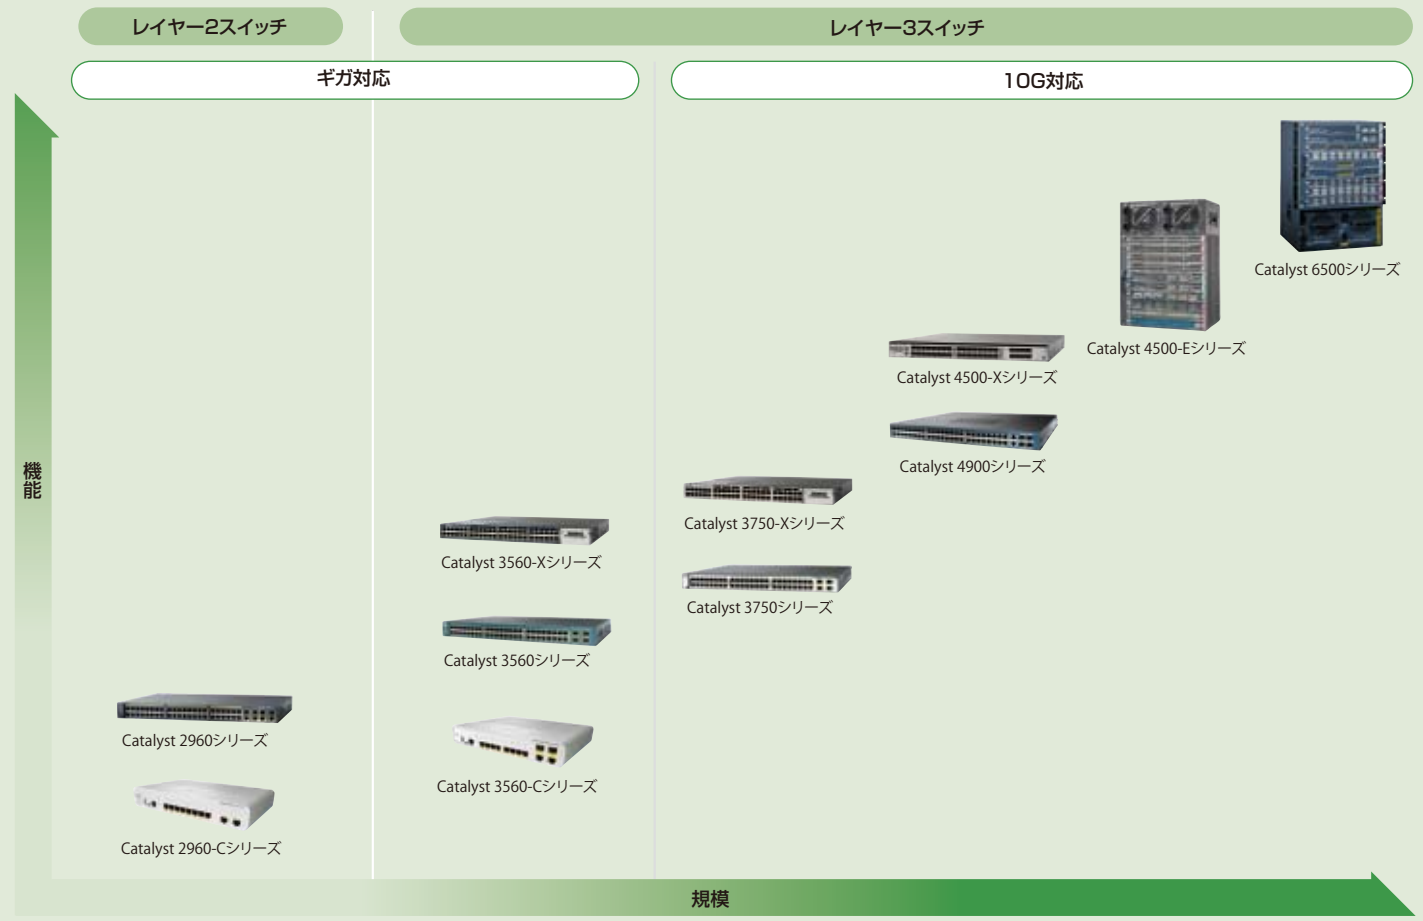 レイヤー2スイッチ
レイヤー3スイッチ
ギガ対応
10G対応
Catalyst 6500シリーズ
Catalyst 4500-Eシリーズ
Catalyst 4500-Xシリーズ
Catalyst 4900シリーズ
機能
Catalyst 3750-Xシリーズ
Catalyst 3560-Xシリーズ
Catalyst 3750シリーズ
Catalyst 3560シリーズ
Catalyst 2960シリーズ
Catalyst 3560-Cシリーズ
Catalyst 2960-Cシリーズ
規模